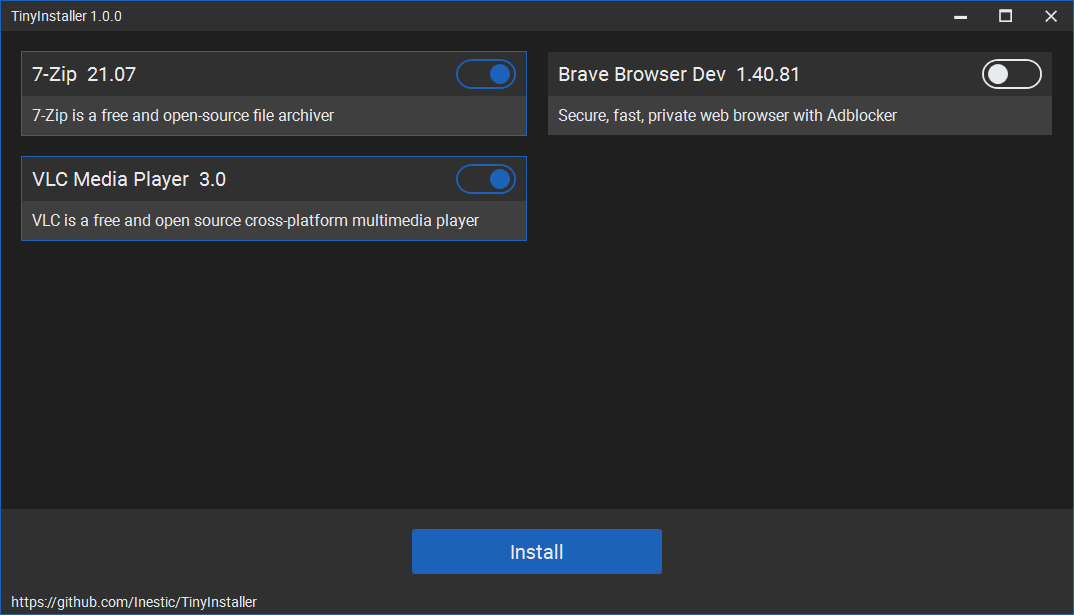 TinyInstaller 1.0.0
7-Zip 21.07
7-Zip is a free and open-source file archiver
Brave Browser Dev 1.40.81
Secure, fast, private web browser with Adblocker
VLC Media Player 3.0
VLC is a free and open source cross-platform multimedia player
Install
https://github.com/Inestic/TinyInstaller